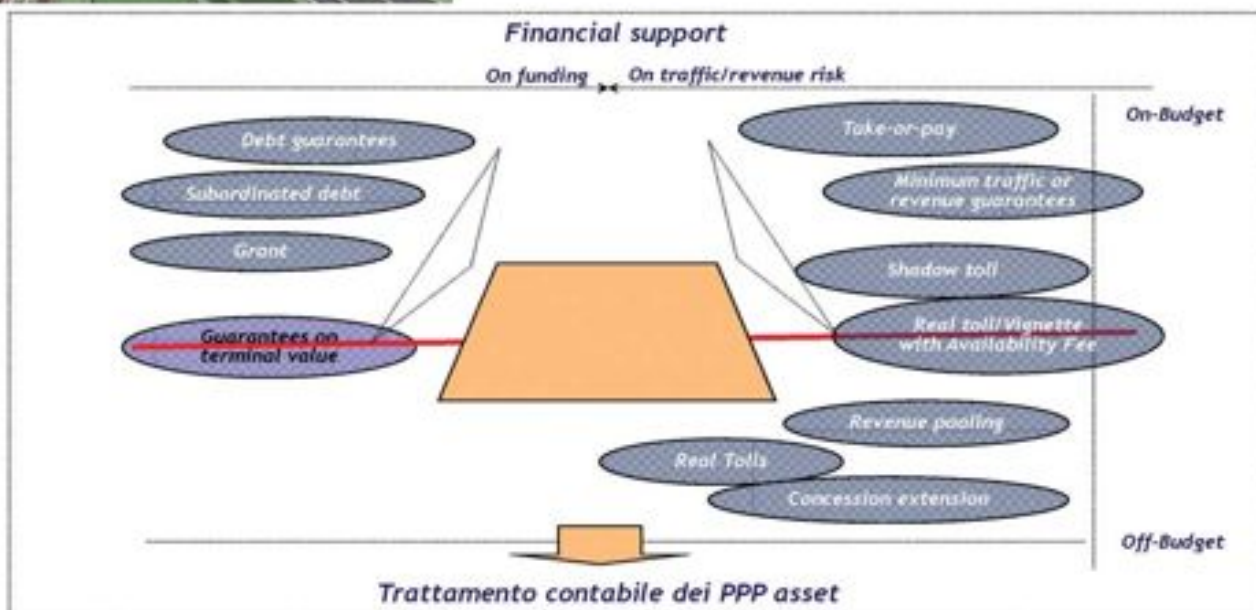 Financial support
On funding
On traffic/revenue risk
On-Budget
Debt guarantees
Take-or-pay
Subordinated debt
Minimum traffic or
revenue guarantees
Grant
Shadow toll
Guarantees on
terminal value
Real toll/Vignette
with Availability Fee
Revenue pooling
Real Tolls
Concession extension
Off-Budget
Trattamento contabile dei PPP asset